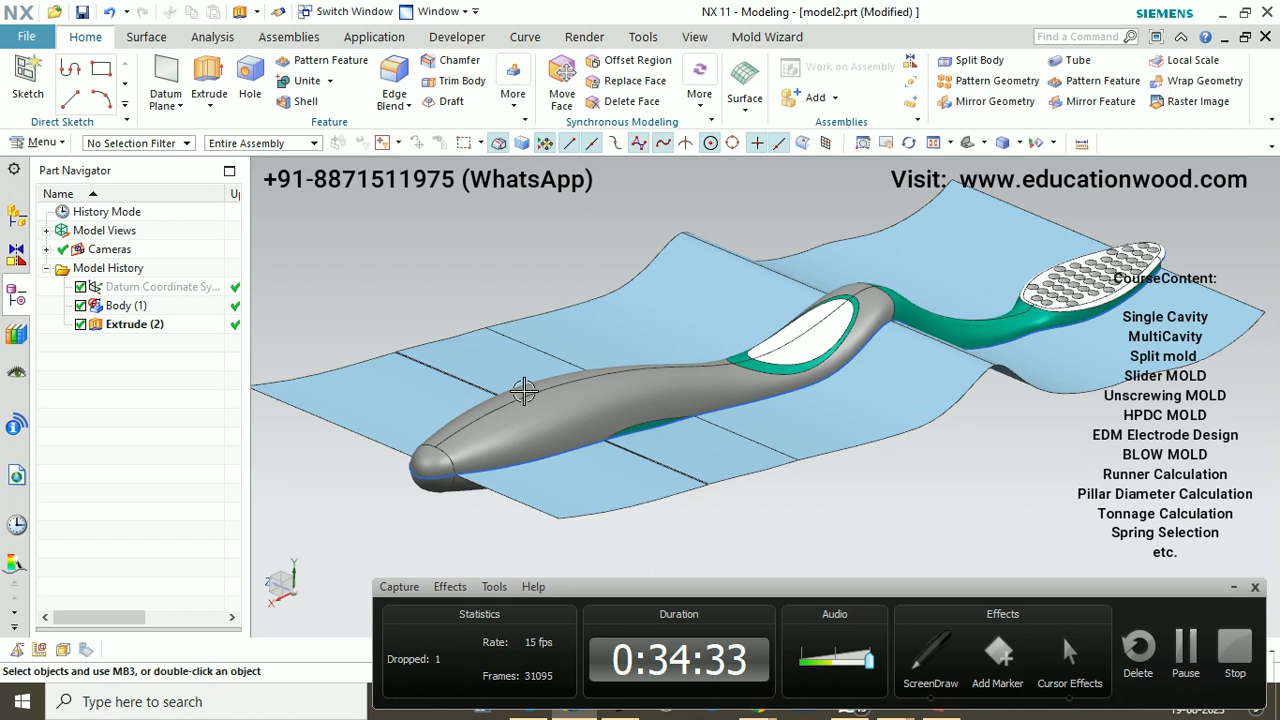 NX Switch Window Window NX 11 - Modeling - [model2.prt (Modified) ] SIEMENS
File Home Surface Analysis Assemblies Application Developer Curve Render Tools View Mold Wizard Find a Command
Sketch Datum Plane Extrude Hole Pattern Feature Unite Shell Edge Blend Chamfer Trim Body Draft More Move Face Offset Region Replace Face Delete Face More Surface Work on Assembly Add Split Body Pattern Geometry Mirror Geometry Tube Pattern Feature Mirror Feature Local Scale Wrap Geometry Raster Image
Direct Sketch Feature Synchronous Modeling Assemblies
Menu No Selection Filter Entire Assembly
Part Navigator
Name Up
History Mode
Model Views
Cameras
Model History
Datum Coordinate Sy...
Body (1)
Extrude (2)
+91-8871511975 (WhatsApp)
Visit: www.educationwood.com
CourseContent:
Single Cavity
MultiCavity
Split mold
Slider MOLD
Unscrewing MOLD
HPDC MOLD
EDM Electrode Design
BLOW MOLD
Runner Calculation
Pillar Diameter Calculation
Tonnage Calculation
Spring Selection
etc.
Y
Z
X
Capture Effects Tools Help
Statistics Duration Audio Effects
Rate: 15 fps
Dropped: 1
Frames: 31095
0:34:33
ScreenDraw Add Marker Cursor Effects Delete Pause Stop
Select objects and use MB3, or double-click an object
Type here to search